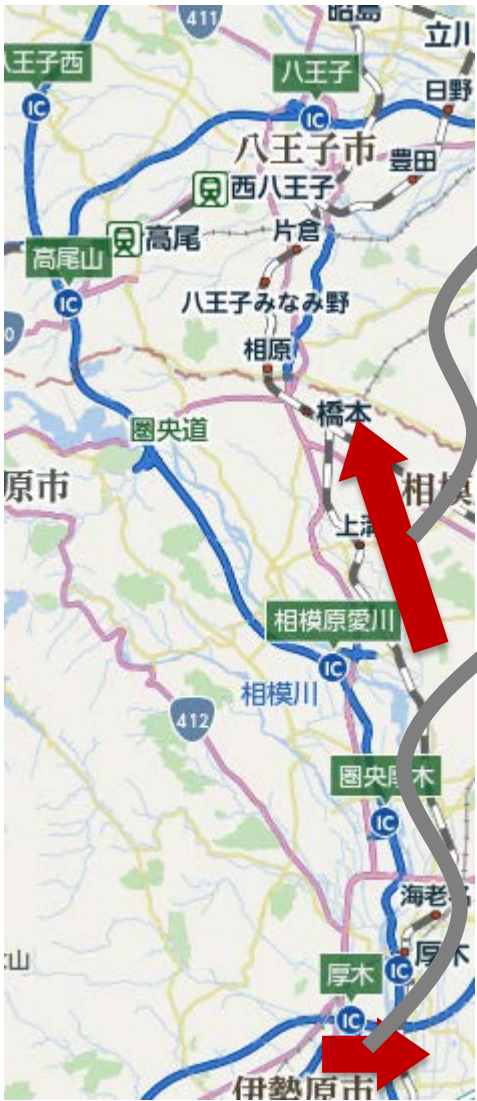 411
昭島
立川
八王子西
八王子
IC
IC
日野
八王子市
豊田
西八王子
高尾
片倉
高尾山
IC
八王子みなみ野
0
相原
橋本
圏央道
原市
相模
上溝
相模原愛川
IC
相模川
412
圏央厚木
IC
海老名
山
厚木
厚木
IC
IC
伊勢原市